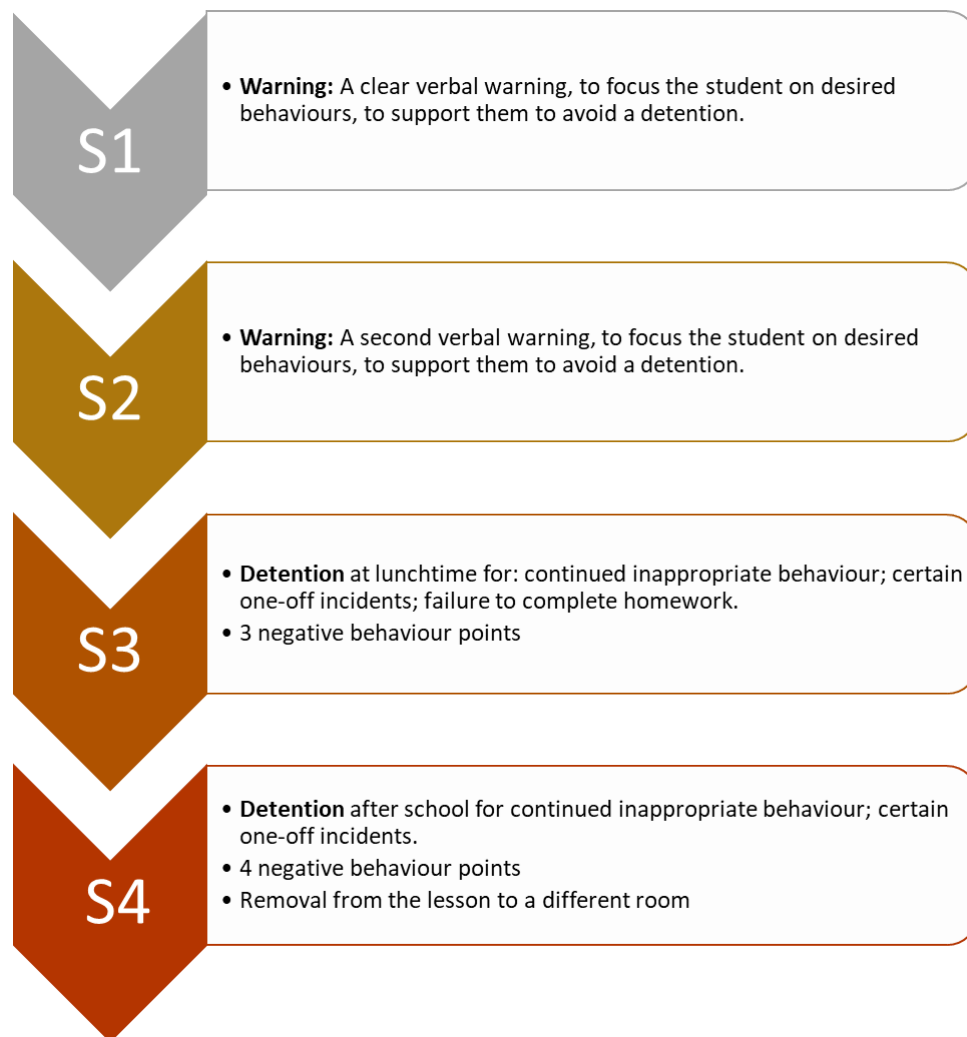 S1
• Warning: A clear verbal warning, to focus the student on desired
behaviours, to support them to avoid a detention.
S2
• Warning: A second verbal warning, to focus the student on desired
behaviours, to support them to avoid a detention.
S3
• Detention at lunchtime for: continued inappropriate behaviour; certain
one-off incidents; failure to complete homework.
• 3 negative behaviour points
S4
• Detention after school for continued inappropriate behaviour; certain
one-off incidents.
• 4 negative behaviour points
• Removal from the lesson to a different room